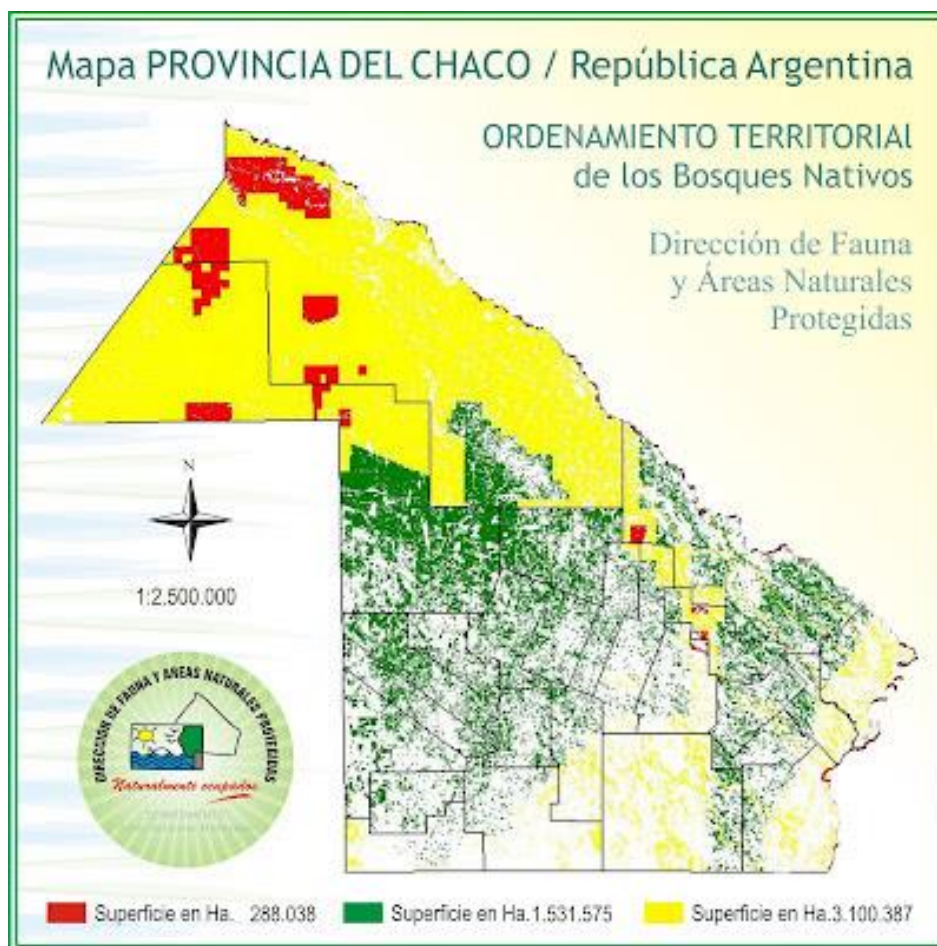 Mapa PROVINCIA DEL CHACO / República Argentina
ORDENAMIENTO TERRITORIAl
de los Bosques Nativos
Dirección de Fauna
y Áreas Naturales
Protegidas
N
1:2.500.000
DIRECCION DE FAUNA Y AREAS NATURALES PROTEGIDAS
Naturalmente ocupados
Superficie en Ha. 288.038
Superficie en Ha.1.531.575
Superficie en Ha.3.100.387